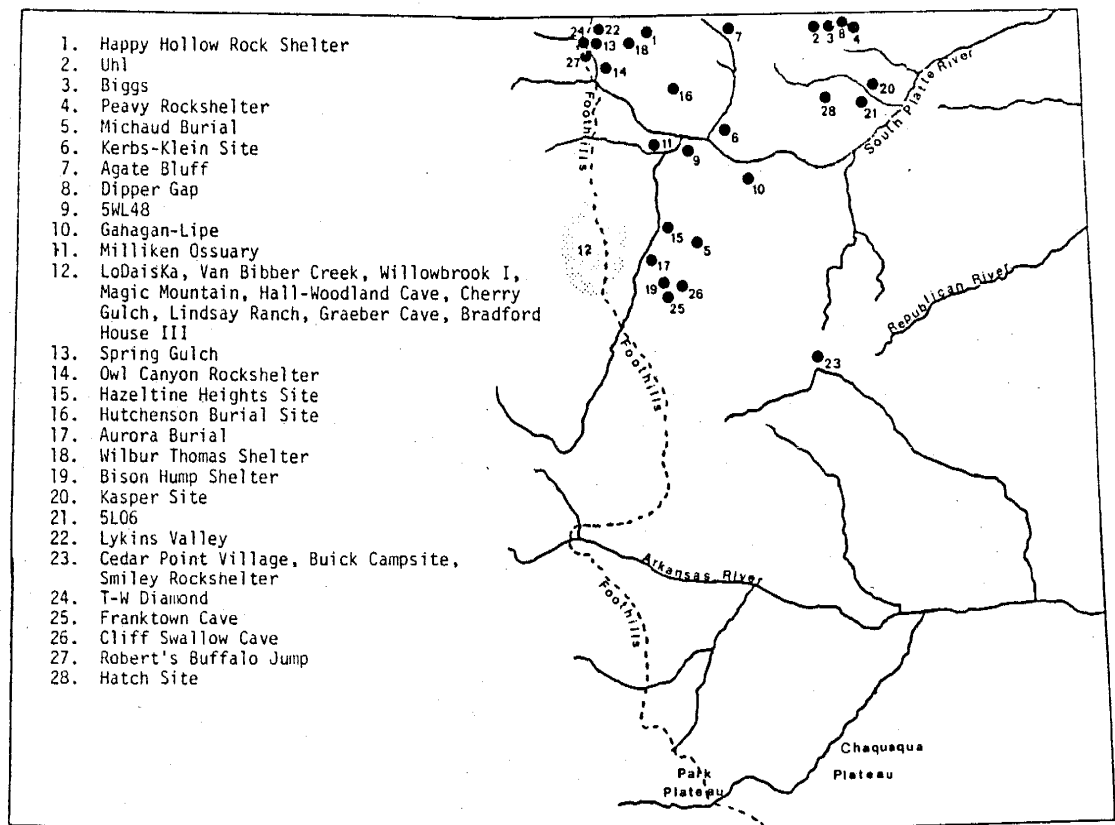 1. Happy Hollow Rock Shelter
2. Uhl
3. Biggs
4. Peavy Rockshelter
5. Michaud Burial
6. Kerbs-Klein Site
7. Agate Bluff
8. Dipper Gap
9. 5WL48
10. Gahagan-Lipe
11. Milliken Ossuary
12. LoDaisKa, Van Bibber Creek, Willowbrook I,
Magic Mountain, Hall-Woodland Cave, Cherry
Gulch, Lindsay Ranch, Graeber Cave, Bradford
House III
13. Spring Gulch
14. Owl Canyon Rockshelter
15. Hazeltine Heights Site
16. Hutchenson Burial Site
17. Aurora Burial
18. Wilbur Thomas Shelter
19. Bison Hump Shelter
20. Kasper Site
21. 5LO6
22. Lykins Valley
23. Cedar Point Village, Buick Campsite,
Smiley Rockshelter
24. T-W Diamond
25. Franktown Cave
26. Cliff Swallow Cave
27. Robert's Buffalo Jump
28. Hatch Site
24
22
1
13
18
27
14
16
7
2
3
8
4
20
28
21
6
11
9
10
15
5
12
17
19
26
25
23
Foothills
South Platte River
Republican River
Foothills
Arkansas River
Foothills
Park
Plateau
Chaquaqua
Plateau